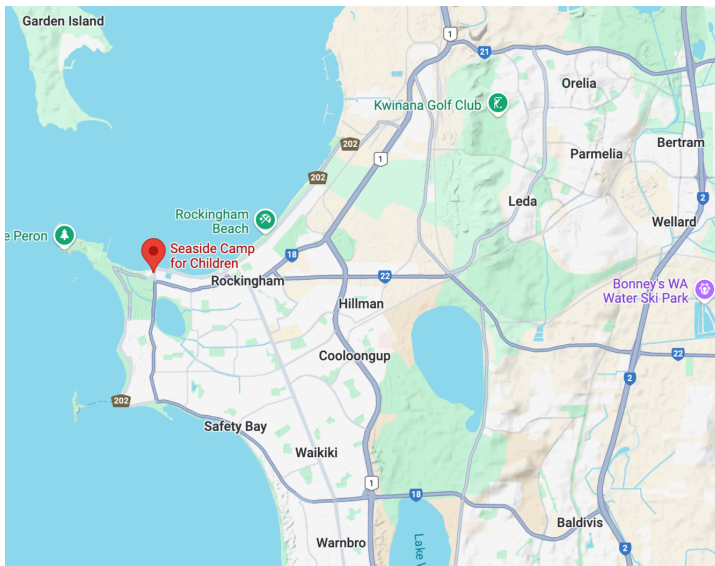 Garden Island
1
21
Orelia
Kwinana Golf Club
202
1
Parmelia
Bertram
202
Leda
2
Rockingham
Beach
Wellard
e Peron
Seaside Camp
for Children
18
Rockingham
22
Bonney's WA
Water Ski Park
Hillman
Cooloongup
22
2
202
Safety Bay
Waikiki
1
18
Baldivis
Warnbro
2
Lake